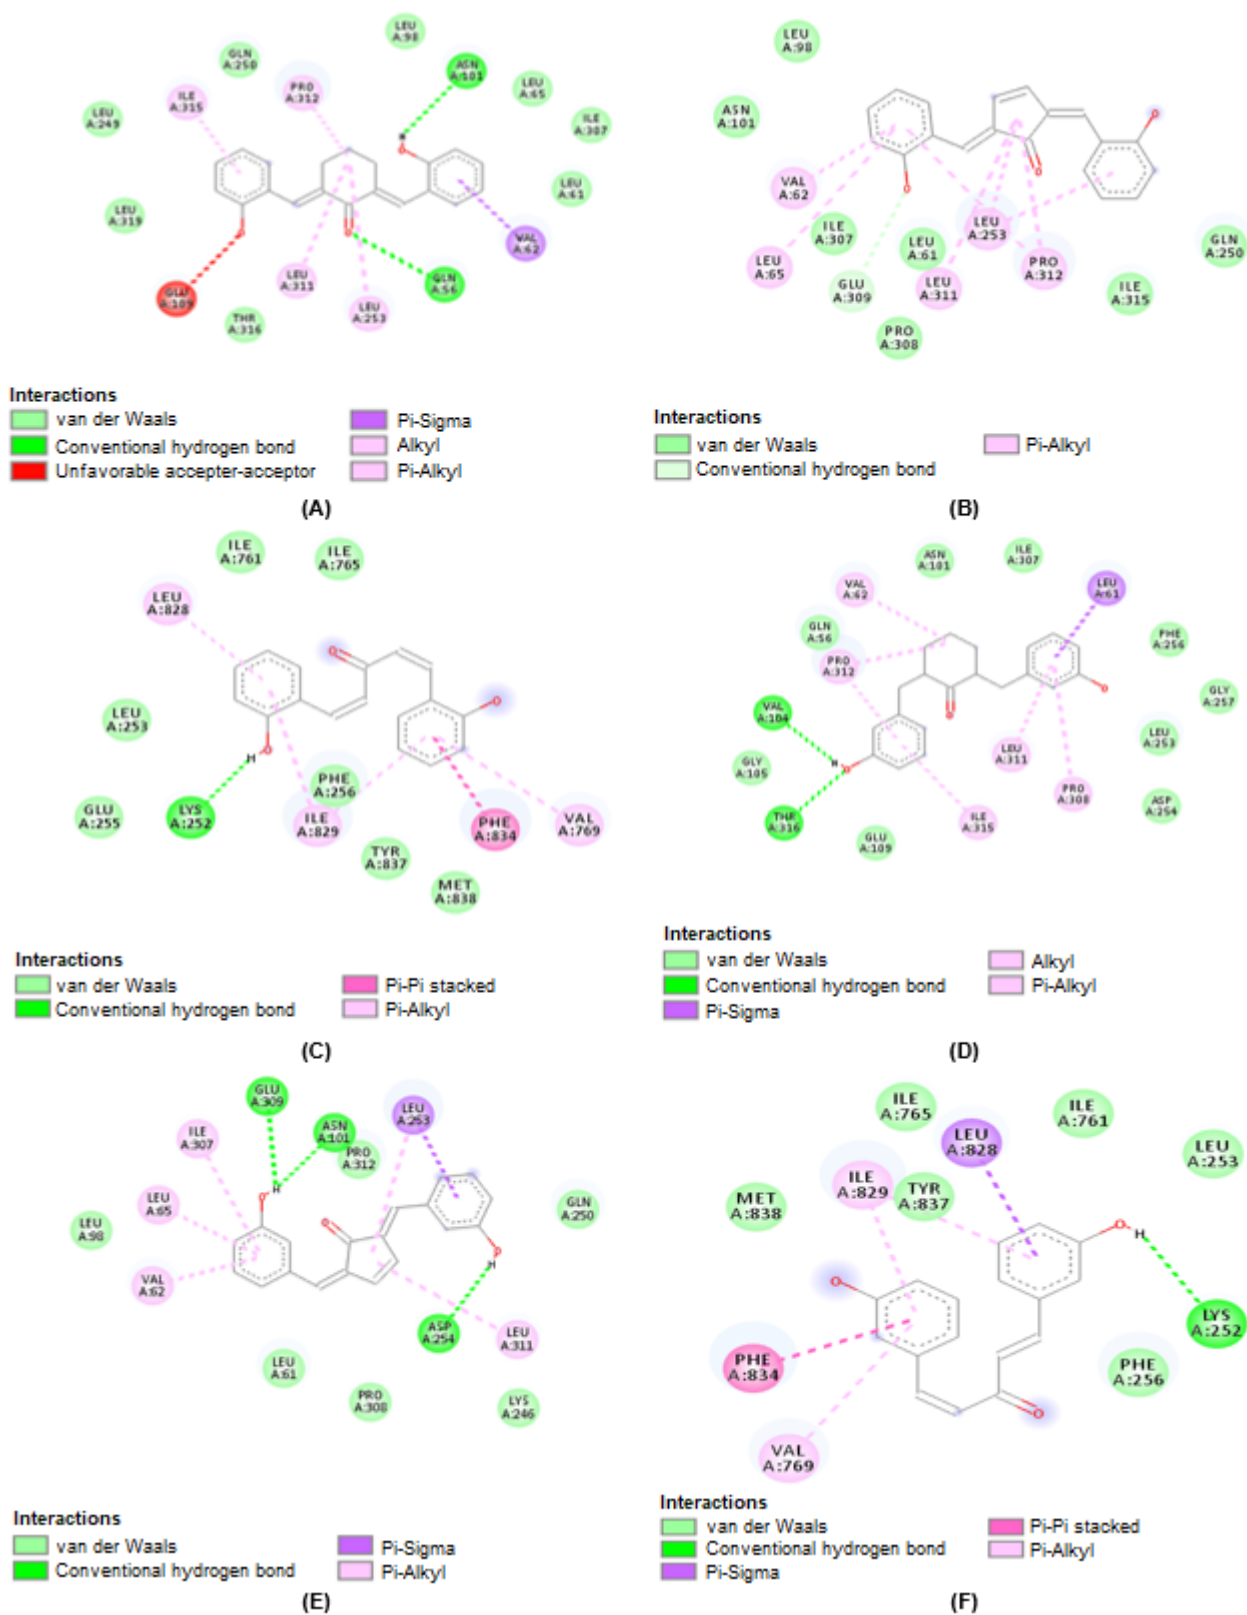 LEU
A:98
GLN
A:250
ASN
A:101
ILE
A:315
PRO
A:312
LEU
A:65
LEU
A:249
ILE
A:307
H
O
LEU
A:61
LEU
A:319
O
O
VAL
A:62
GLU
A:109
LEU
A:311
GLN
A:56
LEU
A:253
THR
A:316
Interactions
van der Waals
Conventional hydrogen bond
Unfavorable accepter-acceptor
Pi-Sigma
Alkyl
Pi-Alkyl
(A)
LEU
A:98
ASN
A:101
O
O
O
VAL
A:62
ILE
A:307
LEU
A:61
LEU
A:253
GLN
A:250
LEU
A:65
GLU
A:309
LEU
A:311
PRO
A:312
ILE
A:315
PRO
A:308
Interactions
van der Waals
Conventional hydrogen bond
Pi-Alkyl
(B)
ILE
A:761
ILE
A:765
LEU
A:828
O
O
LEU
A:253
H
O
PHE
A:256
GLU
A:255
LYS
A:252
ILE
A:829
PHE
A:834
VAL
A:769
TYR
A:837
MET
A:838
Interactions
van der Waals
Conventional hydrogen bond
Pi-Pi stacked
Pi-Alkyl
(C)
ASN
A:101
ILE
A:307
VAL
A:62
LEU
A:61
GLN
A:56
PHE
A:256
PRO
A:312
O
O
GLY
A:257
VAL
A:104
LEU
A:253
LEU
A:311
H
O
GLY
A:105
PRO
A:308
ASP
A:254
THR
A:316
ILE
A:315
GLU
A:109
Interactions
van der Waals
Conventional hydrogen bond
Pi-Sigma
Alkyl
Pi-Alkyl
(D)
GLU
A:309
LEU
A:253
ASN
A:101
ILE
A:307
PRO
A:312
LEU
A:65
O
H
O
GLN
A:250
LEU
A:98
O
H
VAL
A:62
ASP
A:254
LEU
A:311
LEU
A:61
PRO
A:308
LYS
A:246
Interactions
van der Waals
Conventional hydrogen bond
Pi-Sigma
Pi-Alkyl
(E)
ILE
A:765
ILE
A:761
LEU
A:828
LEU
A:253
ILE
A:829
TYR
A:837
MET
A:838
O
H
O
LYS
A:252
PHE
A:834
PHE
A:256
O
VAL
A:769
Interactions
van der Waals
Conventional hydrogen bond
Pi-Sigma
Pi-Pi stacked
Pi-Alkyl
(F)